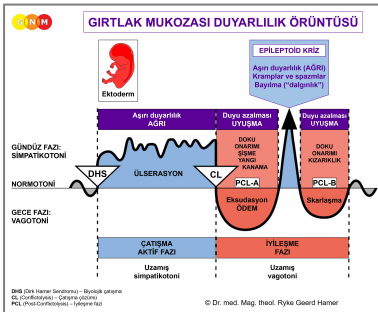 GNM
GIRTLAK MUKOZASI DUYARLILIK ÖRÜNTÜSÜ
Ektoderm
EPİLEPTOİD KRİZ
Aşırı duyarlılık (AĞRI)
Kramplar ve spazmlar
Bayılma ("dalgınlık")
Aşırı duyarlılık
AĞRI
Duyu azalması
UYUŞMA
Duyu azalması
UYUŞMA
GÜNDÜZ FAZI:
SİMPATİKOTONİ
DOKU
ONARIMI
ŞİŞME
YANGI
KANAMA
DOKU
ONARIMI
KIZARIKLIK
DHS
ÜLSERASYON
CL
PCL-A
PCL-B
NORMOTONİ
Eksudasyon
ÖDEM
Skarlaşma
GECE FAZI:
VAGOTONİ
ÇATIŞMA
AKTİF FAZI
İYİLEŞME
FAZI
Uzamış
simpatikotoni
Uzamış
vagotoni
DHS (Dirk Hamer Sendromu) – Biyolojik çatışma
CL (Conflictolysis) – Çatışma çözümü
PCL (Post-Conflictolysis) – İyileşme fazı
© Dr. med. Mag. theol. Ryke Geerd Hamer